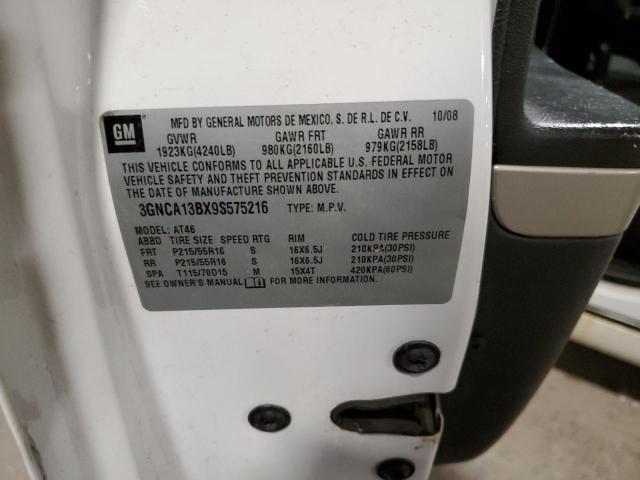 GM
MFD BY GENERAL MOTORS DE MEXICO, S. DE R.L. DE C.V. 10/08
GVWR GAWR FRT GAWR RR
1923KG(4240LB) 980KG(2160LB) 979KG(2158LB)
THIS VEHICLE CONFORMS TO ALL APPLICABLE U.S. FEDERAL MOTOR
VEHICLE SAFETY AND THEFT PREVENTION STANDARDS IN EFFECT ON THE
DATE OF MANUFACTURE SHOWN ABOVE.
3GNCA13BX9S575216 TYPE: M.P.V.
MODEL: AT46
ABBD TIRE SIZE SPEED RTG RIM COLD TIRE PRESSURE
FRT P215/55R16 S 16X6.5J 210KPA(30PSI)
RR P215/55R16 S 16X6.5J 210KPA(30PSI)
SPA T115/70D15 M 15X4T 420KPA(60PSI)
SEE OWNER'S MANUAL FOR MORE INFORMATION.